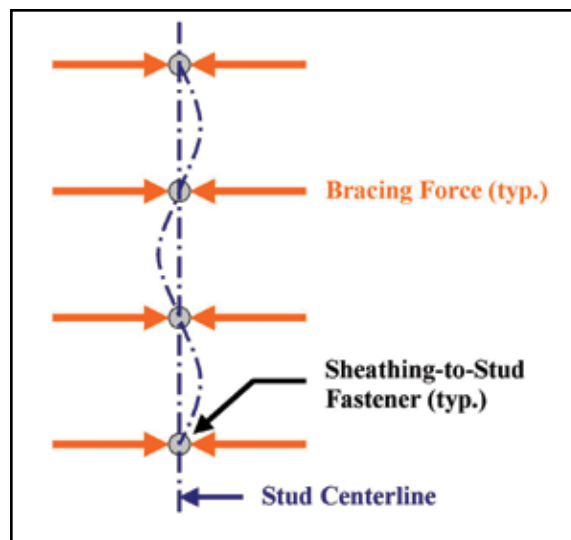 Bracing Force (typ.)
Sheathing-to-Stud
Fastener (typ.)
Stud Centerline